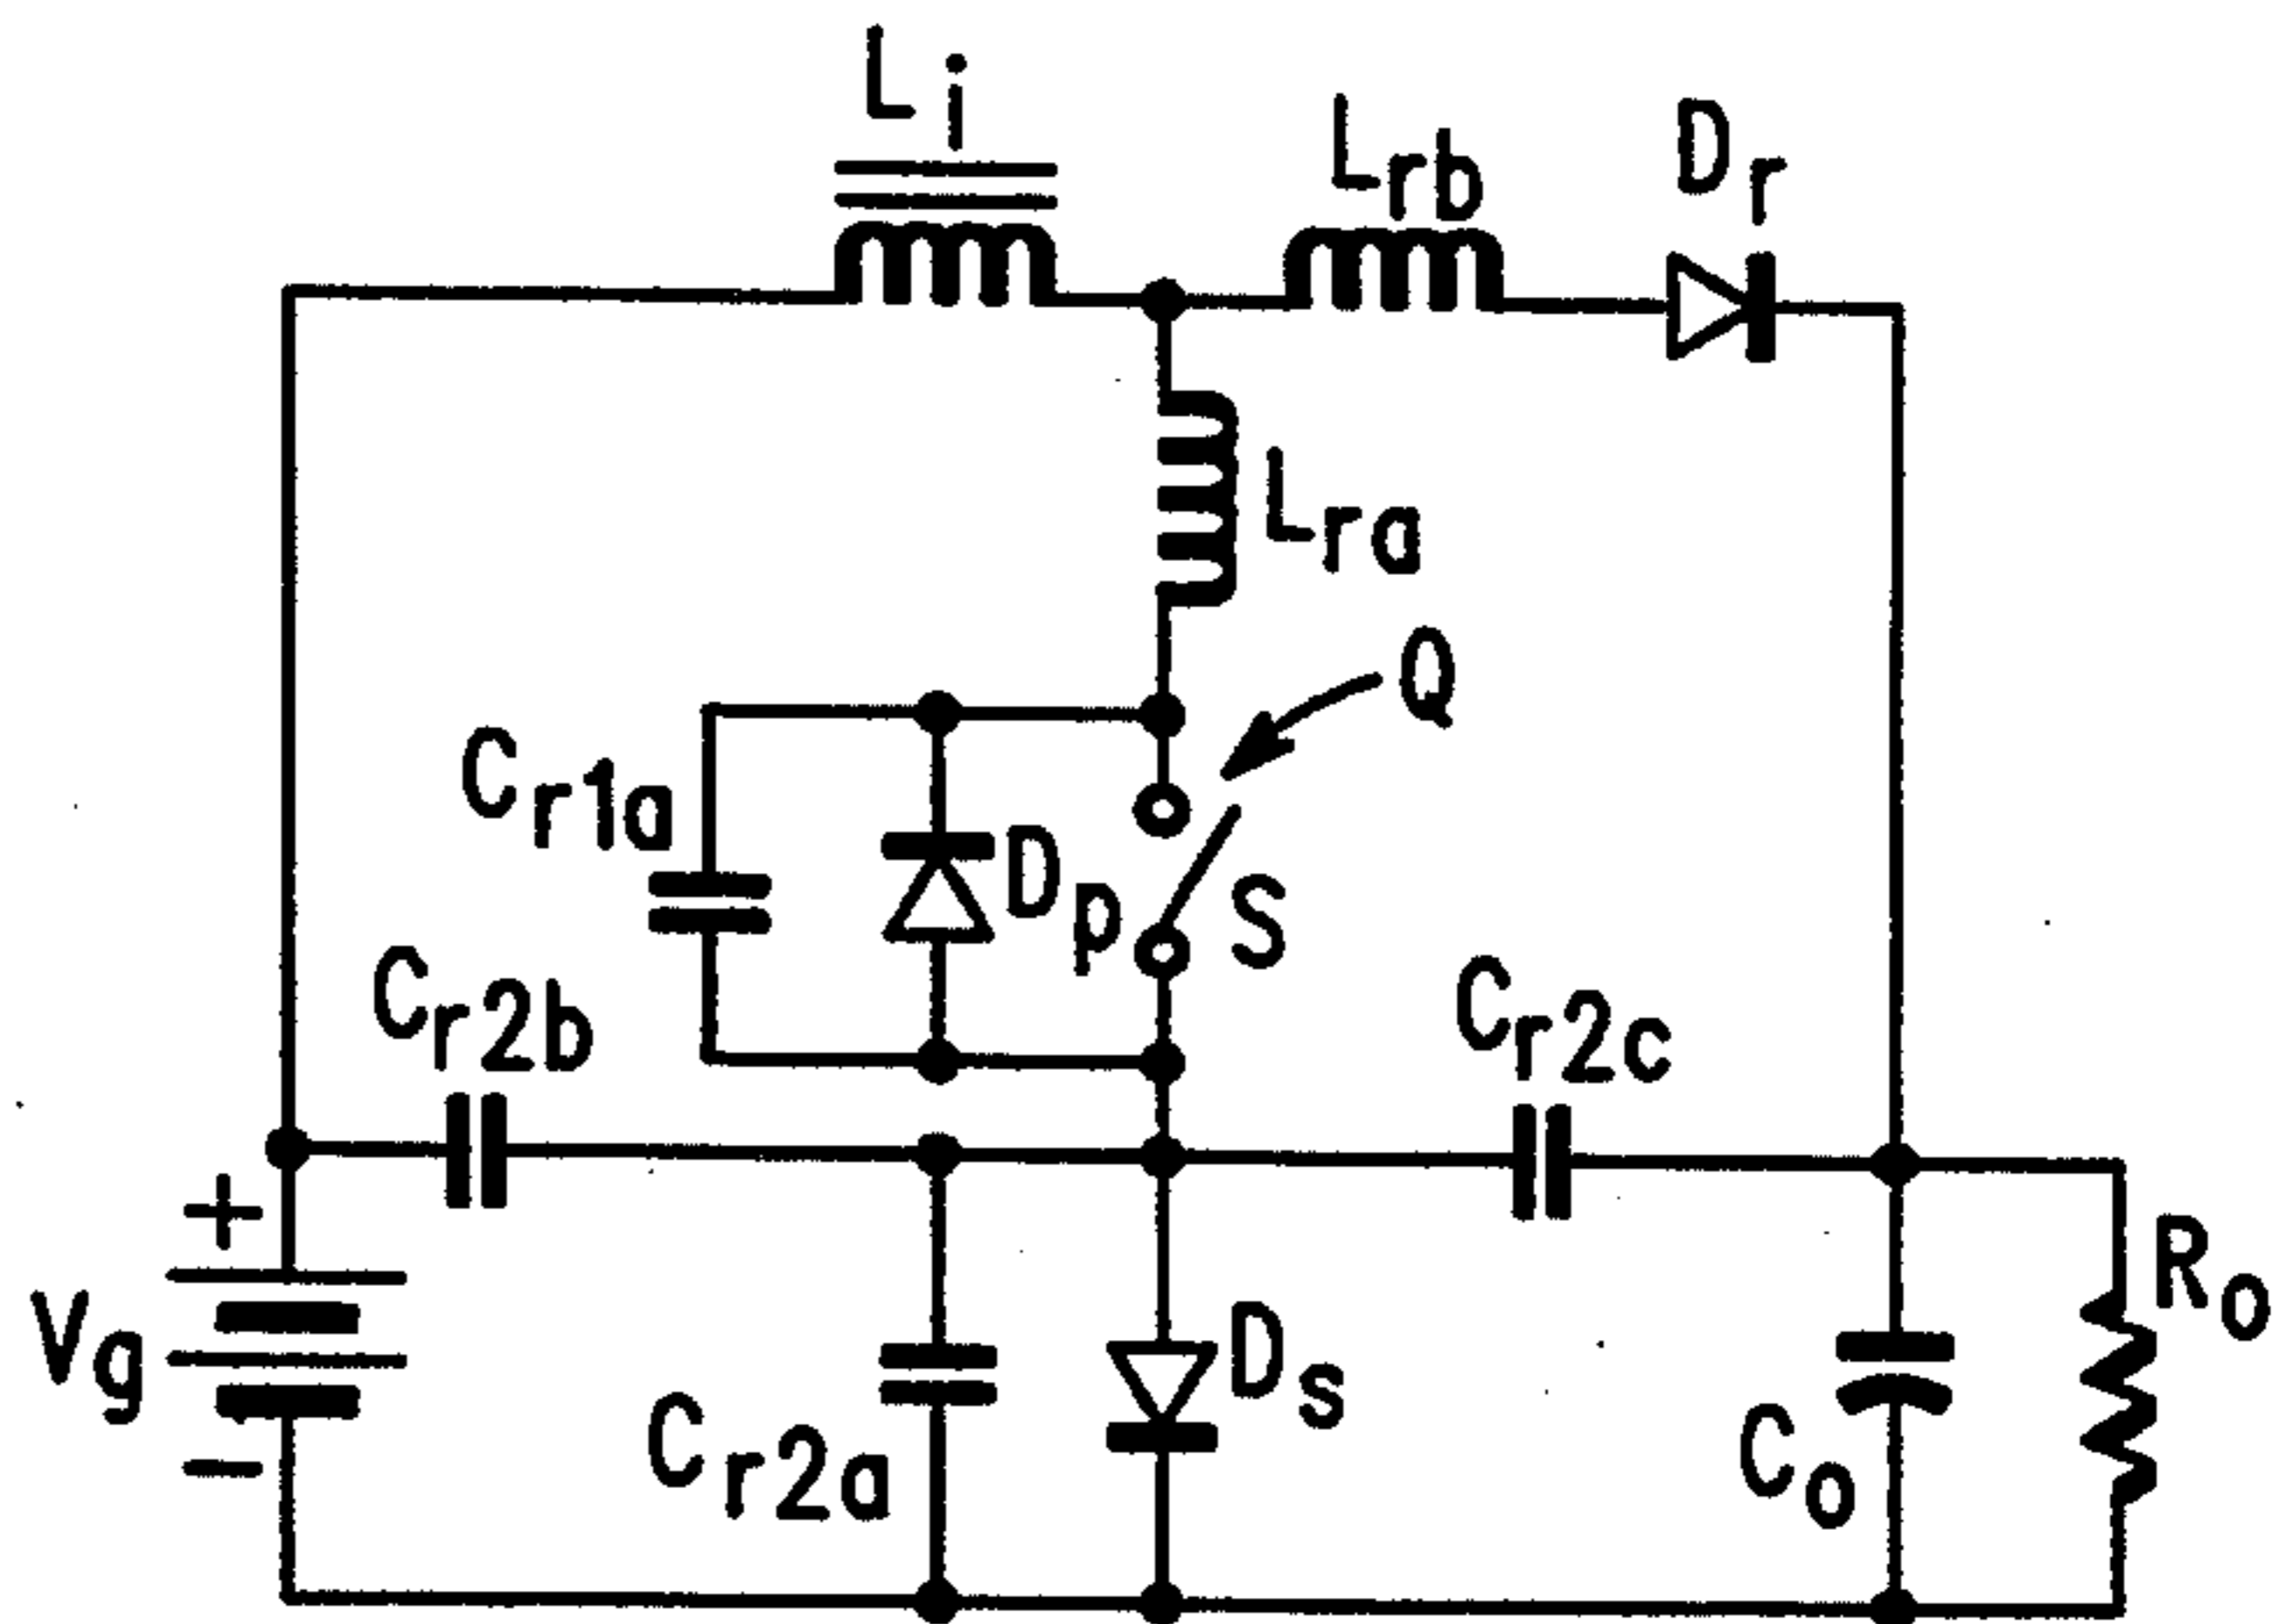 Li
Lrb
Dr
Lra
Q
Cr1a
Dp
S
Cr2b
Cr2c
+
Vg
−
Cr2a
Ds
Co
Ro